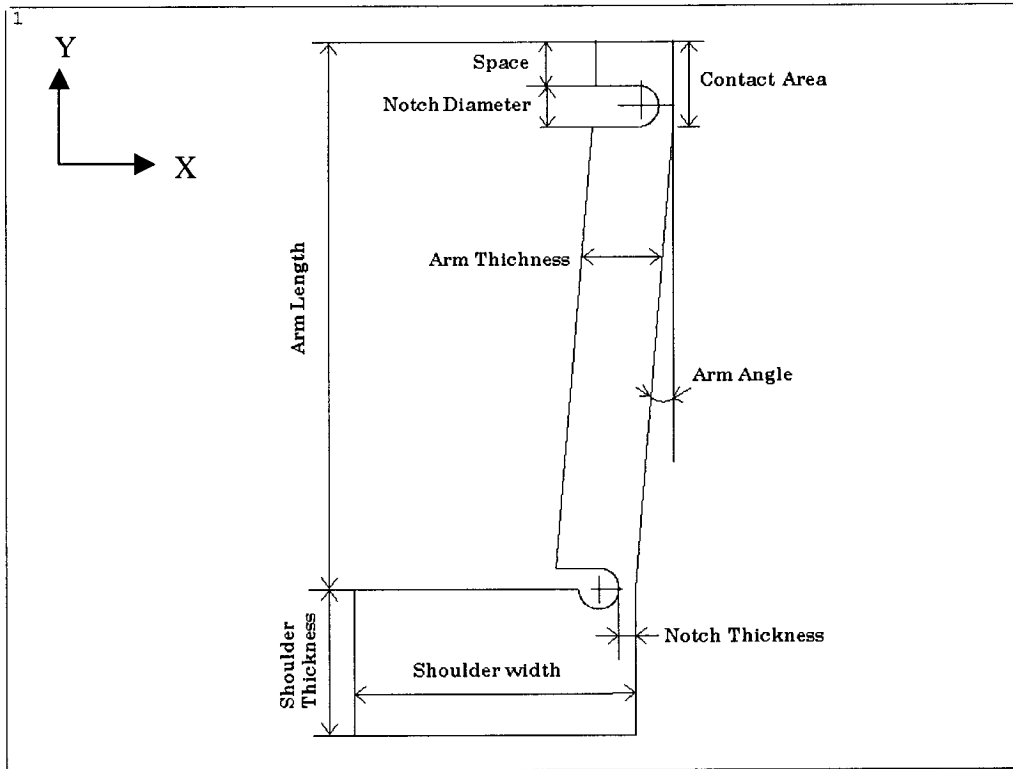 1
Y
X
Space
Contact Area
Notch Diameter
Arm Length
Arm Thichness
Arm Angle
Notch Thickness
Shoulder
Thickness
Shoulder width